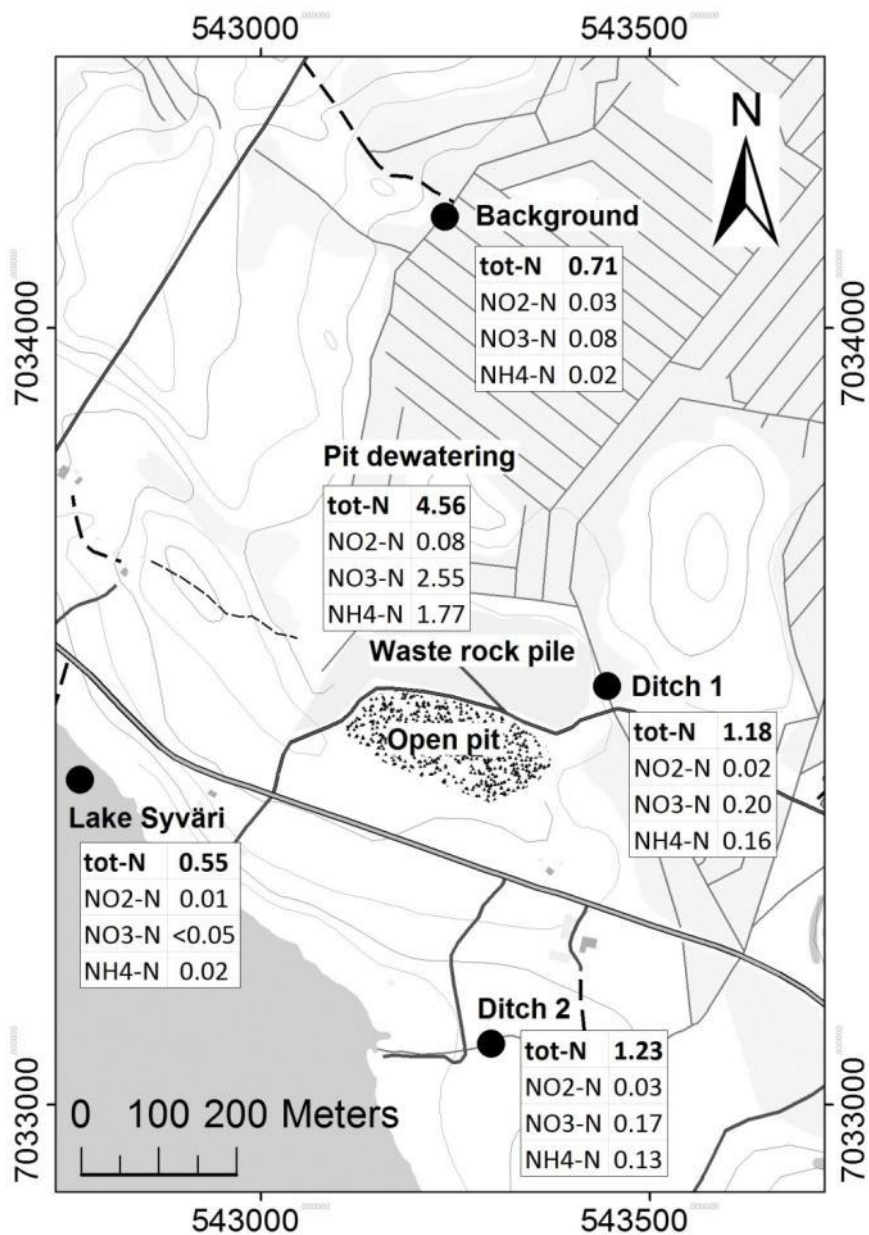 543000 543500
N
Background
tot-N 0.71
NO2-N 0.03
NO3-N 0.08
NH4-N 0.02
7034000 7034000
Pit dewatering
tot-N 4.56
NO2-N 0.08
NO3-N 2.55
NH4-N 1.77
Waste rock pile
Ditch 1
tot-N 1.18
NO2-N 0.02
NO3-N 0.20
NH4-N 0.16
Open pit
Lake Syväri
tot-N 0.55
NO2-N 0.01
NO3-N <0.05
NH4-N 0.02
Ditch 2
tot-N 1.23
NO2-N 0.03
NO3-N 0.17
NH4-N 0.13
7033000 7033000
0 100 200 Meters
543000 543500